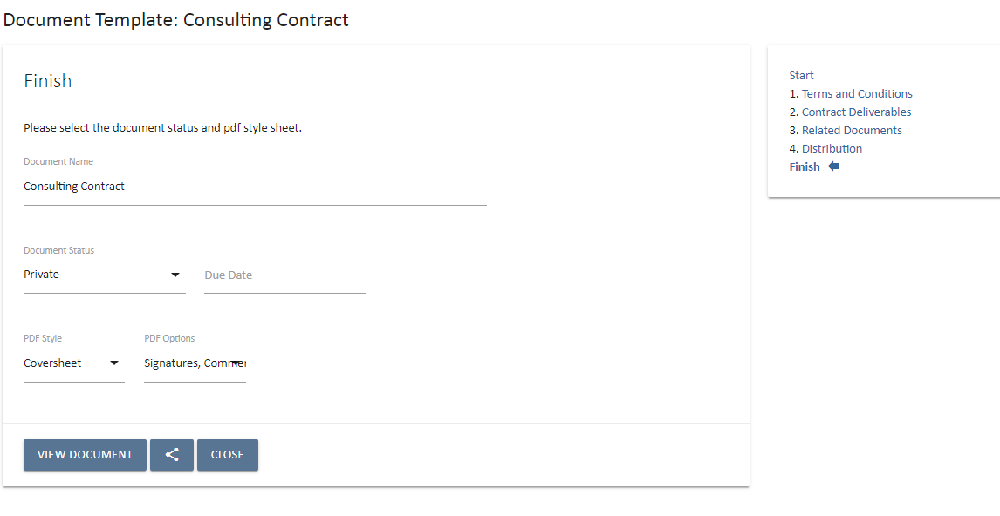 Document Template: Consulting Contract
Finish
Please select the document status and pdf style sheet.
Document Name
Consulting Contract
Document Status
Private
Due Date
PDF Style
PDF Options
Coversheet
Signatures,
VIEW DOCUMENT
CLOSE
Start
1. Terms and Conditions
2. Contract Deliverables
3. Related Documents
4. Distribution
Finish